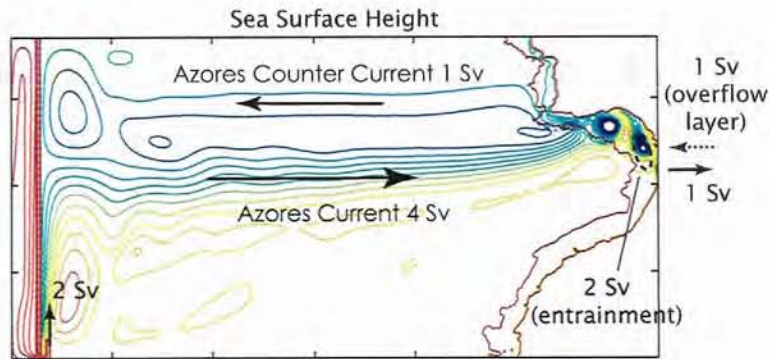 Sea Surface Height
Azores Counter Current 1 Sv
1 Sv
(overflow
layer)
1 Sv
Azores Current 4 Sv
2 Sv
2 Sv
(entrainment)